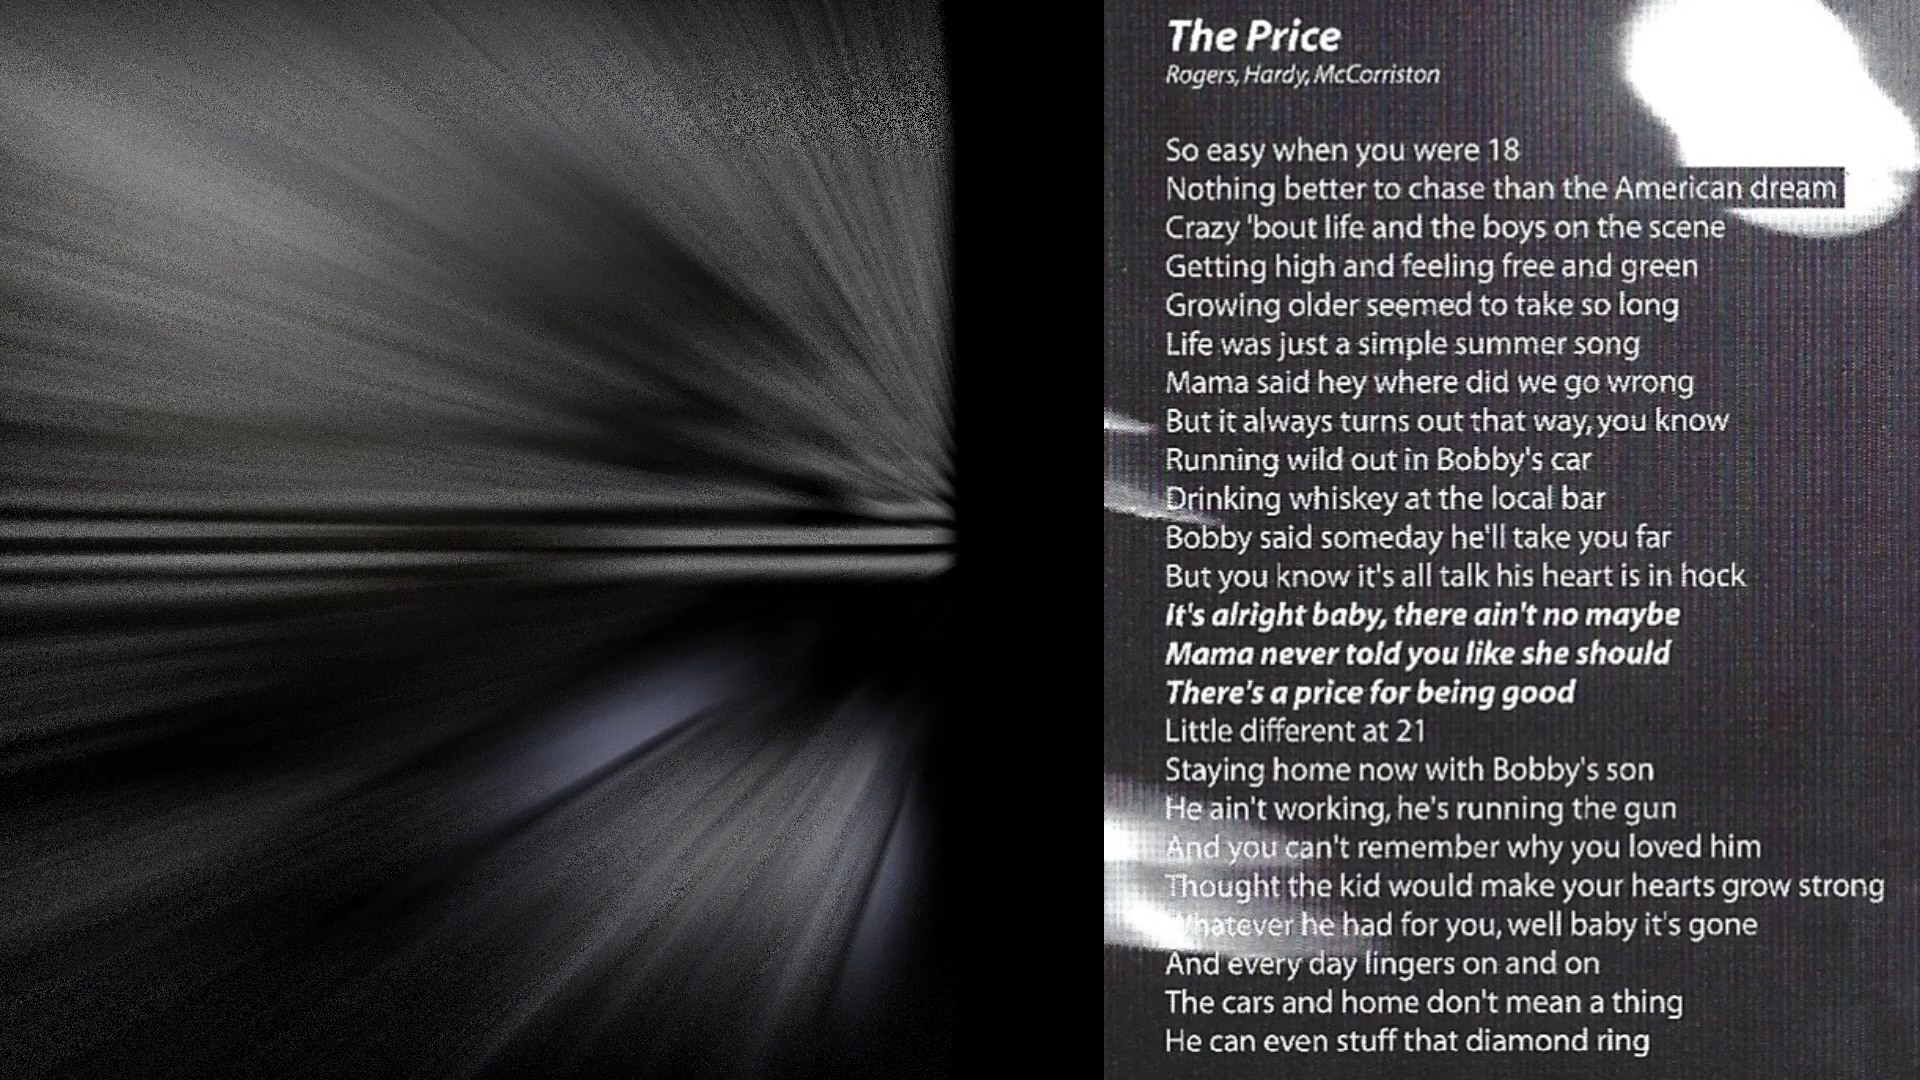 The Price
Rogers, Hardy, McCorriston
So easy when you were 18
Nothing better to chase than the American dream
Crazy 'bout life and the boys on the scene
Getting high and feeling free and green
Growing older seemed to take so long
Life was just a simple summer song
Mama said hey where did we go wrong
But it always turns out that way, you know
Running wild out in Bobby's car
Drinking whiskey at the local bar
Bobby said someday he'll take you far
But you know it's all talk his heart is in hock
It's alright baby, there ain't no maybe
Mama never told you like she should
There's a price for being good
Little different at 21
Staying home now with Bobby's son
He ain't working, he's running the gun
And you can't remember why you loved him
Thought the kid would make your hearts grow strong
Whatever he had for you, well baby it's gone
And every day lingers on and on
The cars and home don't mean a thing
He can even stuff that diamond ring